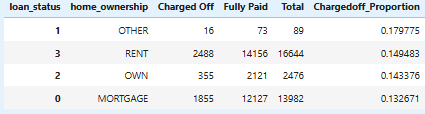 loan_status home_ownership Charged Off Fully Paid Total Chargedoff_Proportion
1 OTHER 16 73 89 0.179775
3 RENT 2488 14156 16644 0.149483
2 OWN 355 2121 2476 0.143376
0 MORTGAGE 1855 12127 13982 0.132671